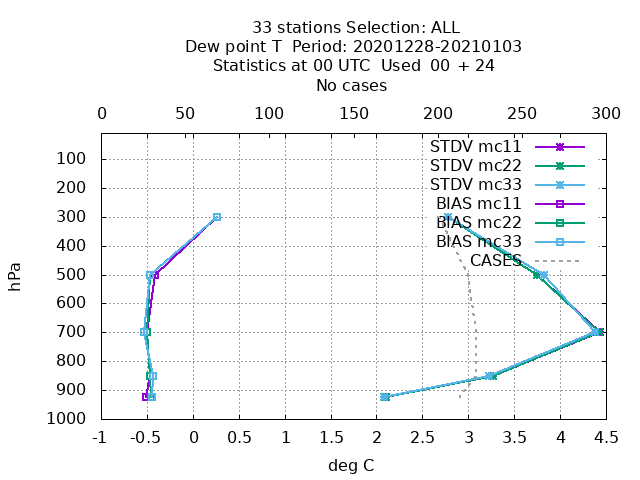 33 stations Selection: ALL
Dew point T  Period: 20201228-20210103
Statistics at 00 UTC  Used  00 + 24
No cases
0 50 100 150 200 250 300
STDV mc11
STDV mc22
STDV mc33
BIAS mc11
BIAS mc22
BIAS mc33
CASES
100
200
300
400
500
600
700
800
900
1000
hPa
-1 -0.5 0 0.5 1 1.5 2 2.5 3 3.5 4 4.5
deg C